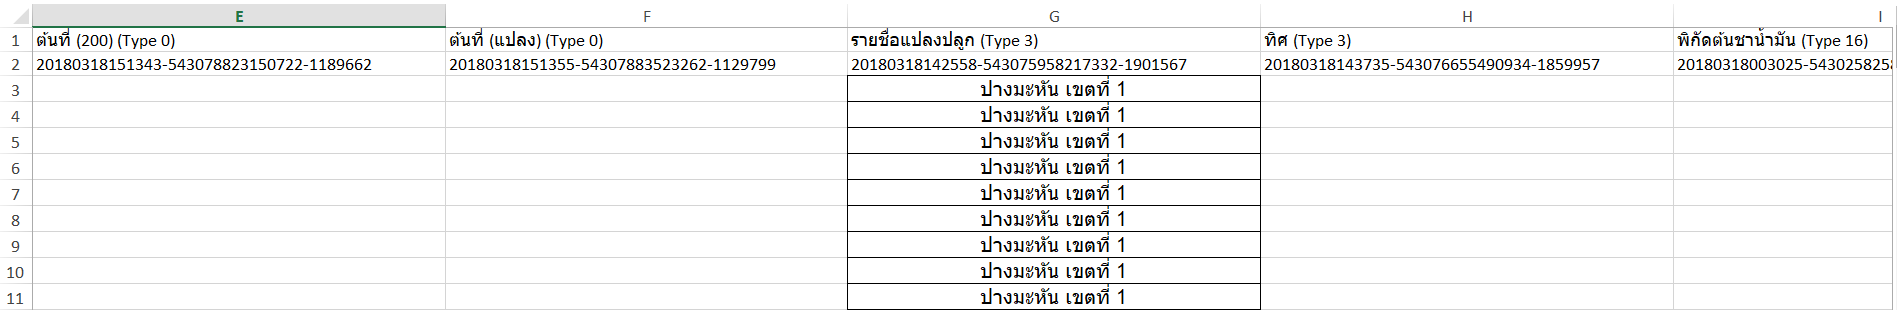 E F G H I
1 ต้นที่ (200) (Type 0) ต้นที่ (แปลง) (Type 0) รายชื่อแปลงปลูก (Type 3) ทิศ (Type 3) พิกัดต้นชาน้ำมัน (Type 16)
2 20180318151343-543078823150722-1189662 20180318151355-54307883523262-1129799 20180318142558-543075958217332-1901567 20180318143735-543076655490934-1859957 20180318003025-543025825
3 ปางมะหัน เขตที่ 1
4 ปางมะหัน เขตที่ 1
5 ปางมะหัน เขตที่ 1
6 ปางมะหัน เขตที่ 1
7 ปางมะหัน เขตที่ 1
8 ปางมะหัน เขตที่ 1
9 ปางมะหัน เขตที่ 1
10 ปางมะหัน เขตที่ 1
11 ปางมะหัน เขตที่ 1